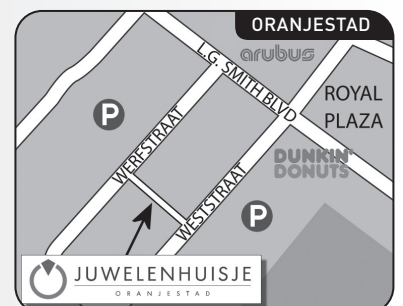 ORANJESTAD
arubus
L.G. SMITH BLVD
ROYAL
PLAZA
P
WERFSTRAAT
DUNKIN'
DONUTS
WESTSTRAAT
P
JUWELENHUISJE
ORANJESTAD